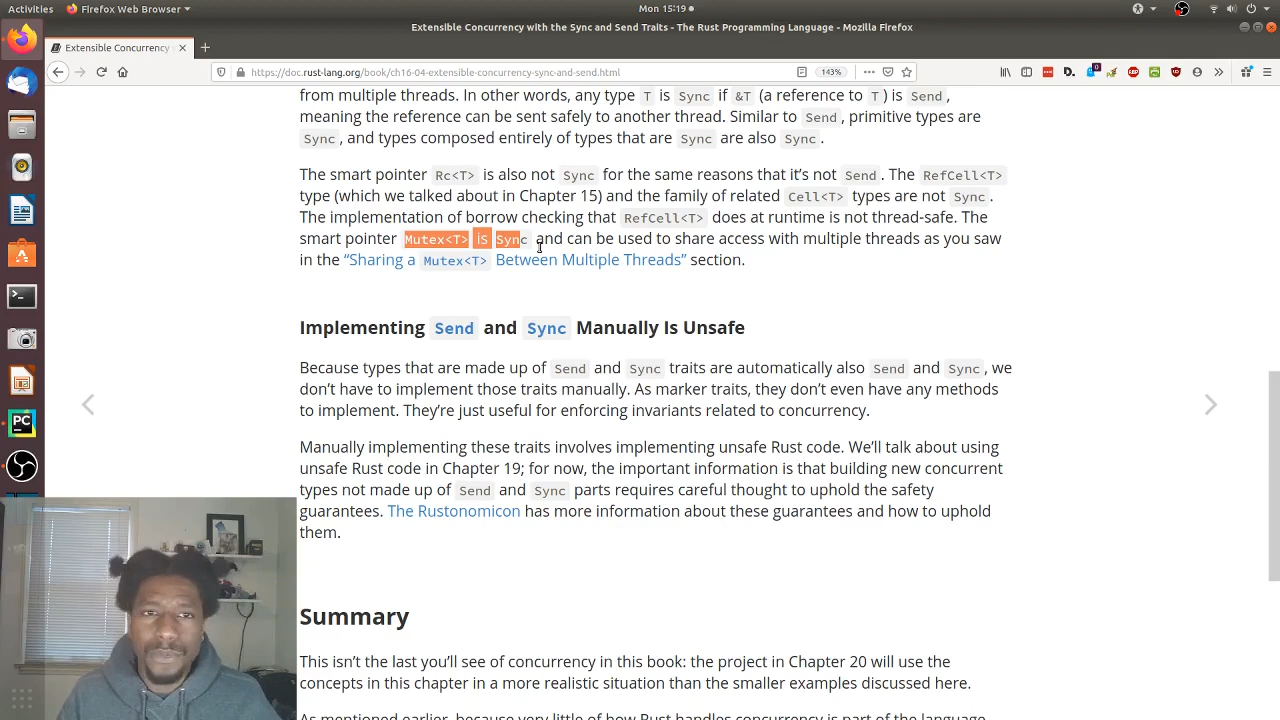 Activities
Firefox Web Browser
Mon 15:19
Extensible Concurrency with the Sync and Send Traits - The Rust Programming Language - Mozilla Firefox
Extensible Concurrency
https://doc.rust-lang.org/book/ch16-04-extensible-concurrency-sync-and-send.html
143%
from multiple threads. In other words, any type T is Sync if &T (a reference to T ) is Send,
meaning the reference can be sent safely to another thread. Similar to Send, primitive types are
Sync, and types composed entirely of types that are Sync are also Sync.
The smart pointer Rc<T> is also not Sync for the same reasons that it’s not Send. The RefCell<T>
type (which we talked about in Chapter 15) and the family of related Cell<T> types are not Sync.
The implementation of borrow checking that RefCell<T> does at runtime is not thread-safe. The
smart pointer Mutex<T> is Sync and can be used to share access with multiple threads as you saw
in the “Sharing a Mutex<T> Between Multiple Threads” section.
Implementing Send and Sync Manually Is Unsafe
Because types that are made up of Send and Sync traits are automatically also Send and Sync, we
don’t have to implement those traits manually. As marker traits, they don’t even have any methods
to implement. They’re just useful for enforcing invariants related to concurrency.
Manually implementing these traits involves implementing unsafe Rust code. We’ll talk about using
unsafe Rust code in Chapter 19; for now, the important information is that building new concurrent
types not made up of Send and Sync parts requires careful thought to uphold the safety
guarantees. The Rustonomicon has more information about these guarantees and how to uphold
them.
Summary
This isn’t the last you’ll see of concurrency in this book: the project in Chapter 20 will use the
concepts in this chapter in a more realistic situation than the smaller examples discussed here.
As mentioned earlier, because very little of how Rust handles concurrency is part of the language